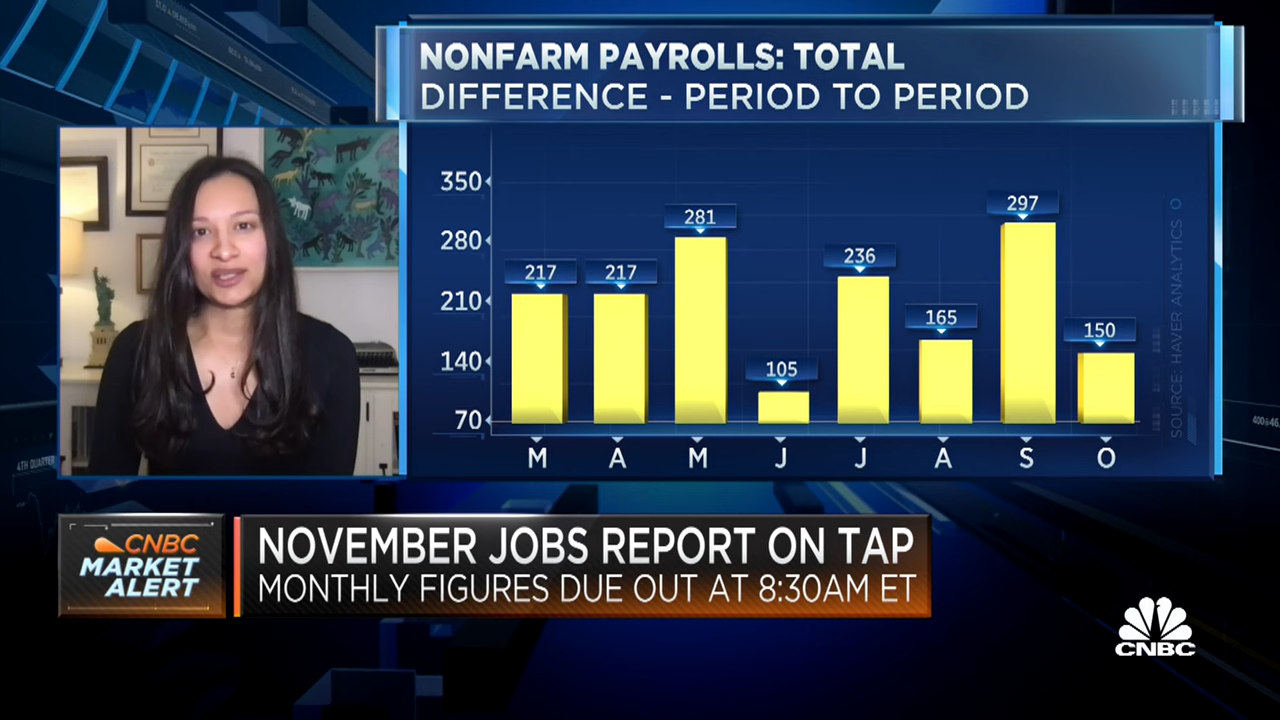 NONFARM PAYROLLS: TOTAL
DIFFERENCE - PERIOD TO PERIOD
350
280
210
140
70
217
217
281
105
236
165
297
150
M
A
M
J
J
A
S
O
SOURCE: HAVER ANALYTICS
4TH QUARTER
CNBC
MARKET
ALERT
NOVEMBER JOBS REPORT ON TAP
MONTHLY FIGURES DUE OUT AT 8:30AM ET
CNBC